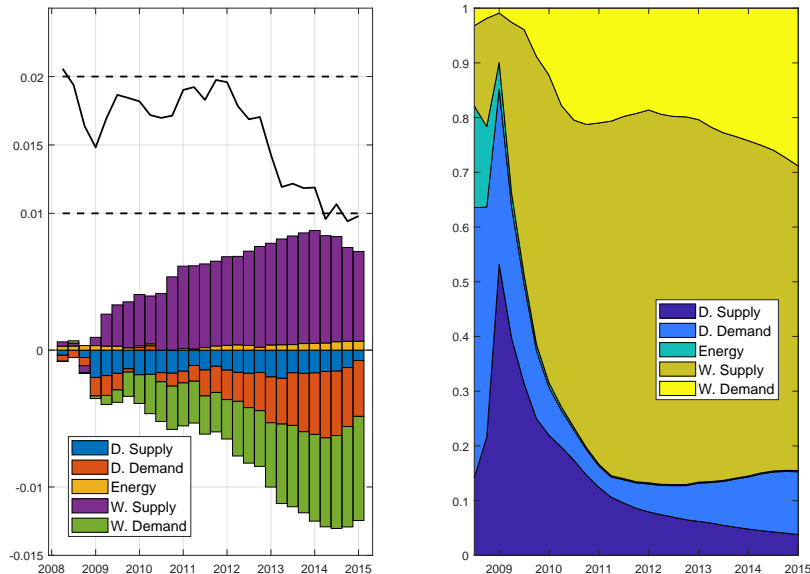 0.02
0.015
0.01
0
-0.01
-0.015
2008 2009 2010 2011 2012 2013 2014 2015
D. Supply
D. Demand
Energy
W. Supply
W. Demand
1
0.9
0.8
0.7
0.6
0.5
0.4
0.3
0.2
0.1
0
2009 2010 2011 2012 2013 2014 2015
D. Supply
D. Demand
Energy
W. Supply
W. Demand